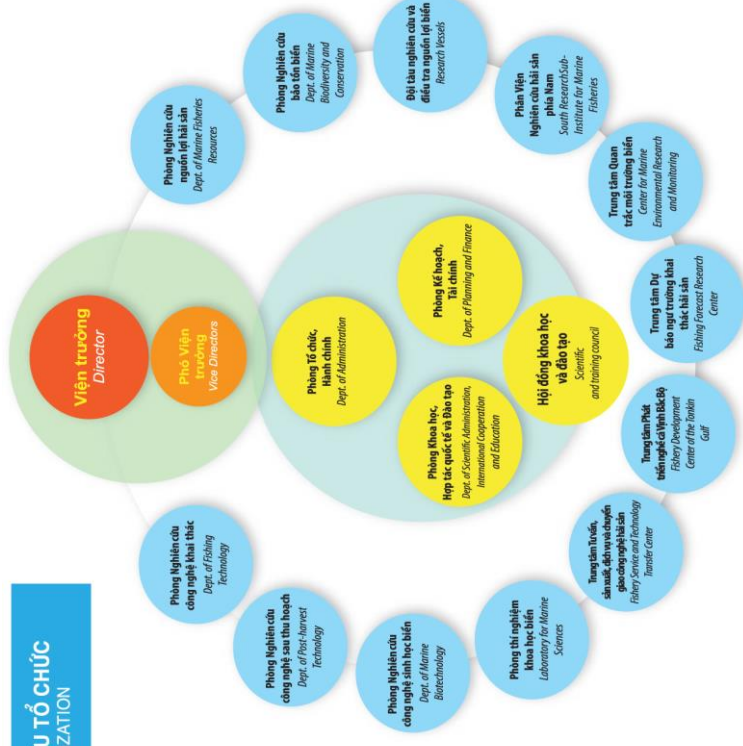 U TỔ CHỨC
ZATION
Viện trưởng
Director
Phó Viện
trưởng
Vice Directors
Phòng Tổ chức,
Hành chính
Dept. of Administration
Phòng Kế hoạch,
Tài chính
Dept. of Planning and Finance
Phòng Khoa học,
Hợp tác quốc tế và Đào tạo
Dept. of Scientific Administration,
International Cooperation
and Education
Hội đồng khoa học
và đào tạo
Scientific
and training council
Phòng Nghiên cứu
nguồn lợi hải sản
Dept. of Marine Fisheries
Resources
Phòng Nghiên cứu
bảo tồn biển
Dept. of Marine
Biodiversity and
Conservation
Đội tàu nghiên cứu và
điều tra nguồn lợi biển
Research Vessels
Phân Viện
Nghiên cứu hải sản
phía Nam
South ResearchSub-
Institute for Marine
Fisheries
Trung tâm Quan
trắc môi trường biển
Center for Marine
Environmental Research
and Monitoring
Trung tâm Dự
báo ngư trường khai
thác hải sản
Fishing Forecast Research
Center
Trung tâm Phát
triển nghề cá Vịnh Bắc Bộ
Fishery Development
Center of the Tonkin
Gulf
Trung tâm Tư vấn,
sản xuất, dịch vụ và chuyển
giao công nghệ hải sản
Fishery Service and Technology
Transfer Center
Phòng thí nghiệm
khoa học biển
Laboratory for Marine
Sciences
Phòng Nghiên cứu
công nghệ sinh học biển
Dept. of Marine
Biotechnology
Phòng Nghiên cứu
công nghệ sau thu hoạch
Dept. of Post-harvest
Technology
Phòng Nghiên cứu
công nghệ khai thác
Dept. of Fishing
Technology